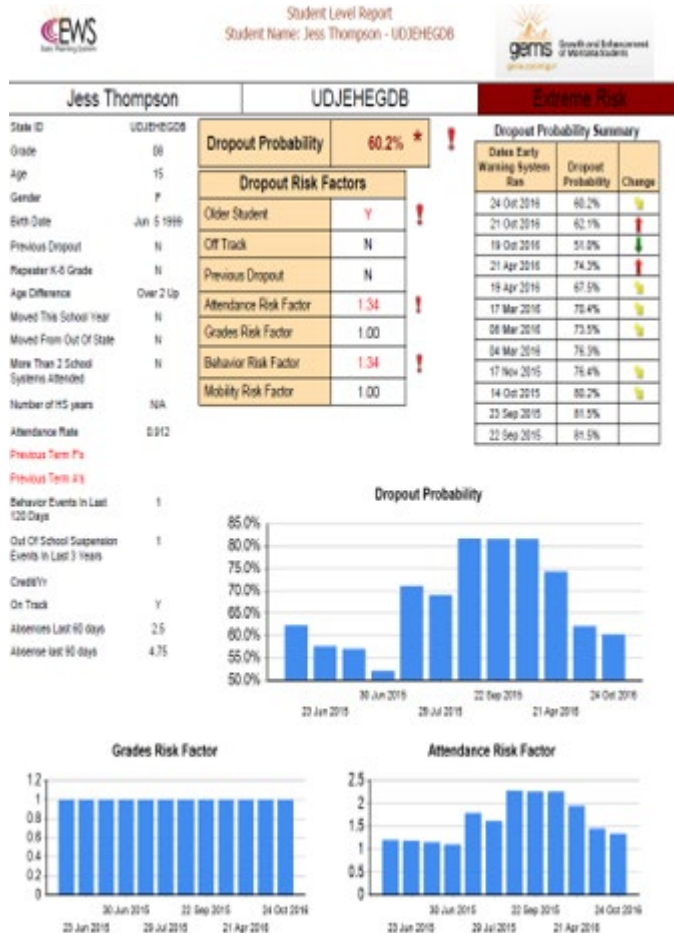 EWS
Student Level Report
Student Name: Jess Thompson - UDJEHEGDB
gems Growth and Enhancement
of Montana Students
Jess Thompson UDJEHEGDB Extreme Risk
State ID UDJEHEGDB
Grade 08
Age 15
Gender F
Birth Date Jun 5 1999
Previous Dropout N
Repeater K-8 Grade N
Age Difference Over 2 Up
Moved This School Year N
Moved From Out Of State N
More Than 2 School N
Systems Attended
Number of HS years N/A
Attendance Rate 0.912
Previous Term F's
Previous Term A's
Behavior Events In Last 1
120 Days
Out Of School Suspension 1
Events In Last 3 Years
Credit/Yr
On Track Y
Absences Last 60 days 2.5
Absense last 90 days 4.75
Dropout Probability 60.2% * !
Dropout Risk Factors
Older Student Y !
Off Track N
Previous Dropout N
Attendance Risk Factor 1.34 !
Grades Risk Factor 1.00
Behavior Risk Factor 1.34 !
Mobility Risk Factor 1.00
Dropout Probability Summary
Dates Early
Warning System Dropout
Ran Probability Change
24 Oct 2016 60.2%
21 Oct 2016 62.1%
19 Oct 2016 51.8%
21 Apr 2016 74.3%
19 Apr 2016 67.5%
17 Mar 2016 70.4%
08 Mar 2016 73.5%
04 Mar 2016 76.3%
17 Nov 2015 76.4%
14 Oct 2015 80.2%
23 Sep 2015 81.5%
22 Sep 2015 81.5%
Dropout Probability
85.0%
80.0%
75.0%
70.0%
65.0%
60.0%
55.0%
50.0%
30 Jun 2015 22 Sep 2015 24 Oct 2016
23 Jun 2015 29 Jul 2015 21 Apr 2016
Grades Risk Factor
1.2
1
0.8
0.6
0.4
0.2
0
30 Jun 2015 22 Sep 2015 24 Oct 2016
23 Jun 2015 29 Jul 2015 21 Apr 2016
Attendance Risk Factor
2.5
2
1.5
1
0.5
0
30 Jun 2015 22 Sep 2015 24 Oct 2016
23 Jun 2015 29 Jul 2015 21 Apr 2016